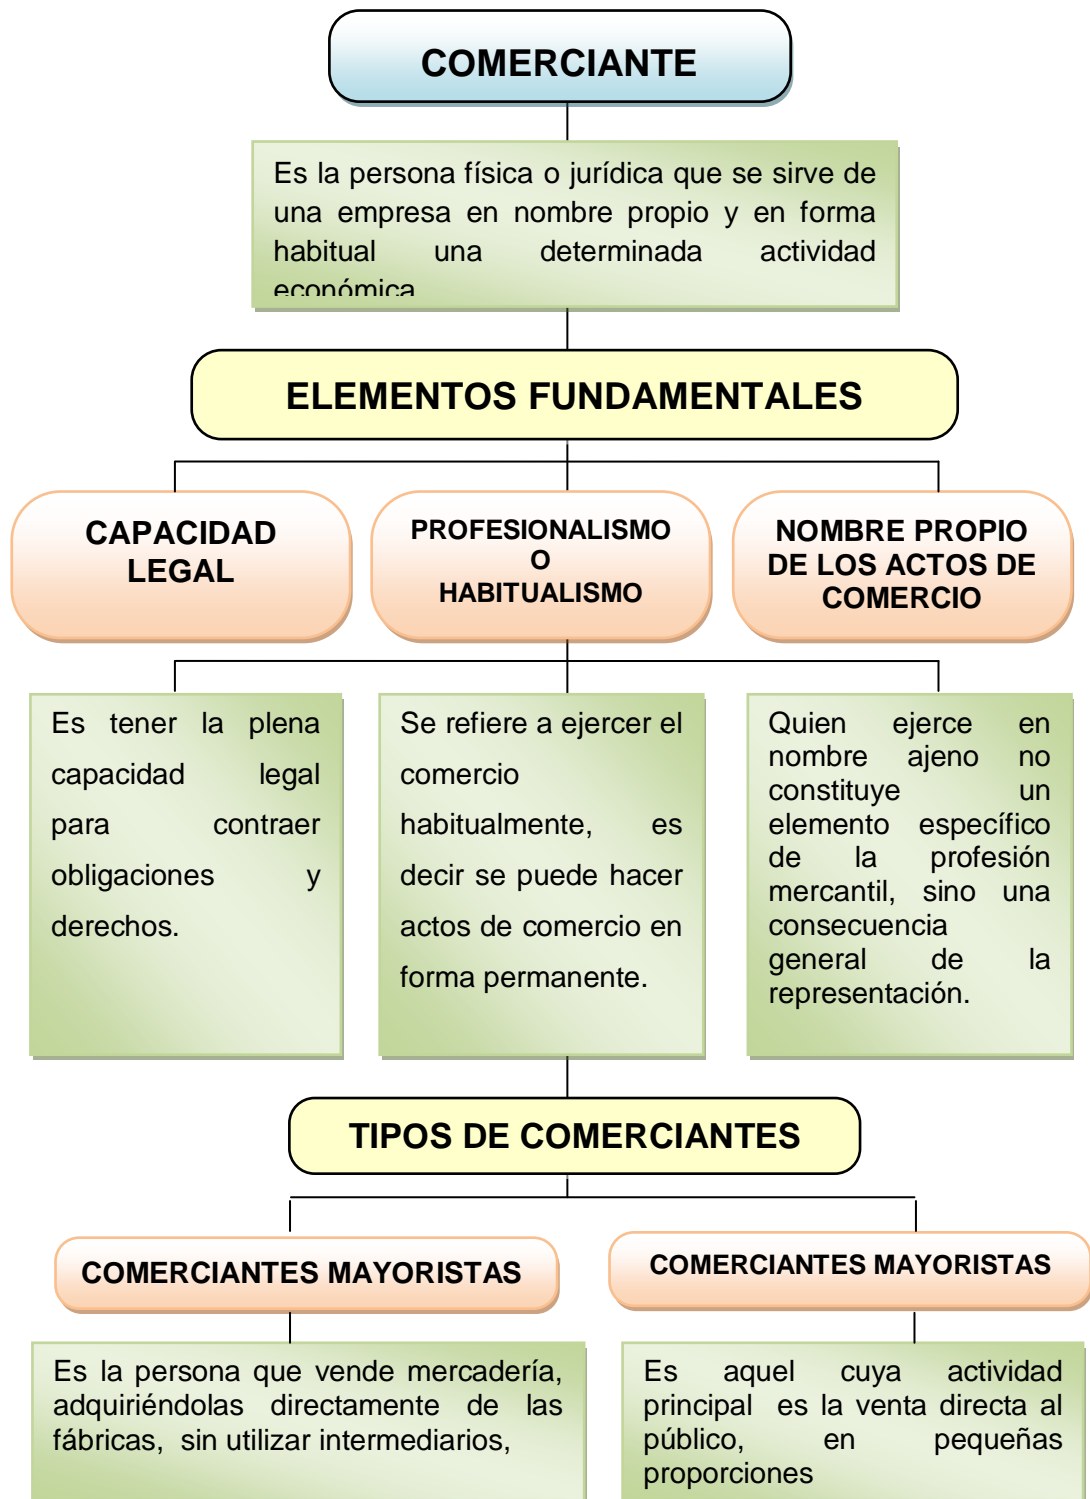 COMERCIANTE
Es la persona física o jurídica que se sirve de
una empresa en nombre propio y en forma
habitual una determinada actividad
económica
ELEMENTOS FUNDAMENTALES
CAPACIDAD
LEGAL
PROFESIONALISMO
O
HABITUALISMO
NOMBRE PROPIO
DE LOS ACTOS DE
COMERCIO
Es tener la plena
capacidad legal
para contraer
obligaciones y
derechos.
Se refiere a ejercer el
comercio
habitualmente, es
decir se puede hacer
actos de comercio en
forma permanente.
Quien ejerce en
nombre ajeno no
constituye un
elemento específico
de la profesión
mercantil, sino una
consecuencia
general de la
representación.
TIPOS DE COMERCIANTES
COMERCIANTES MAYORISTAS
Es la persona que vende mercadería,
adquiriéndolas directamente de las
fábricas, sin utilizar intermediarios,
COMERCIANTES MAYORISTAS
Es aquel cuya actividad
principal es la venta directa al
público, en pequeñas
proporciones